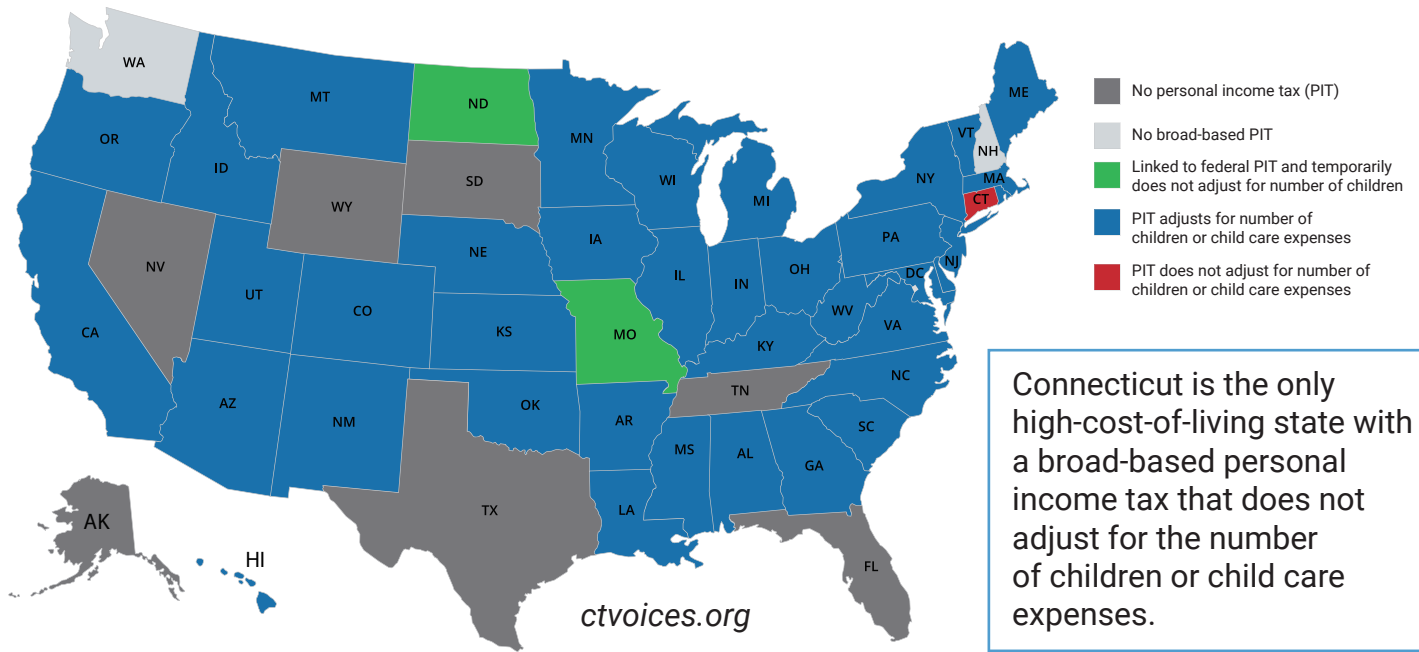 WA
MT
ND
MN
ME
VT
NH
OR
ID
SD
WI
NY
MA
CT
WY
MI
NE
IA
PA
NV
UT
CO
IL
IN
OH
NJ
DC
CA
KS
MO
WV
VA
KY
AZ
NM
OK
AR
TN
NC
MS
AL
GA
SC
TX
LA
FL
AK
HI
No personal income tax (PIT)
No broad-based PIT
Linked to federal PIT and temporarily
does not adjust for number of children
PIT adjusts for number of
children or child care expenses
PIT does not adjust for number of
children or child care expenses
Connecticut is the only
high-cost-of-living state with
a broad-based personal
income tax that does not
adjust for the number
of children or child care
expenses.
ctvoices.org